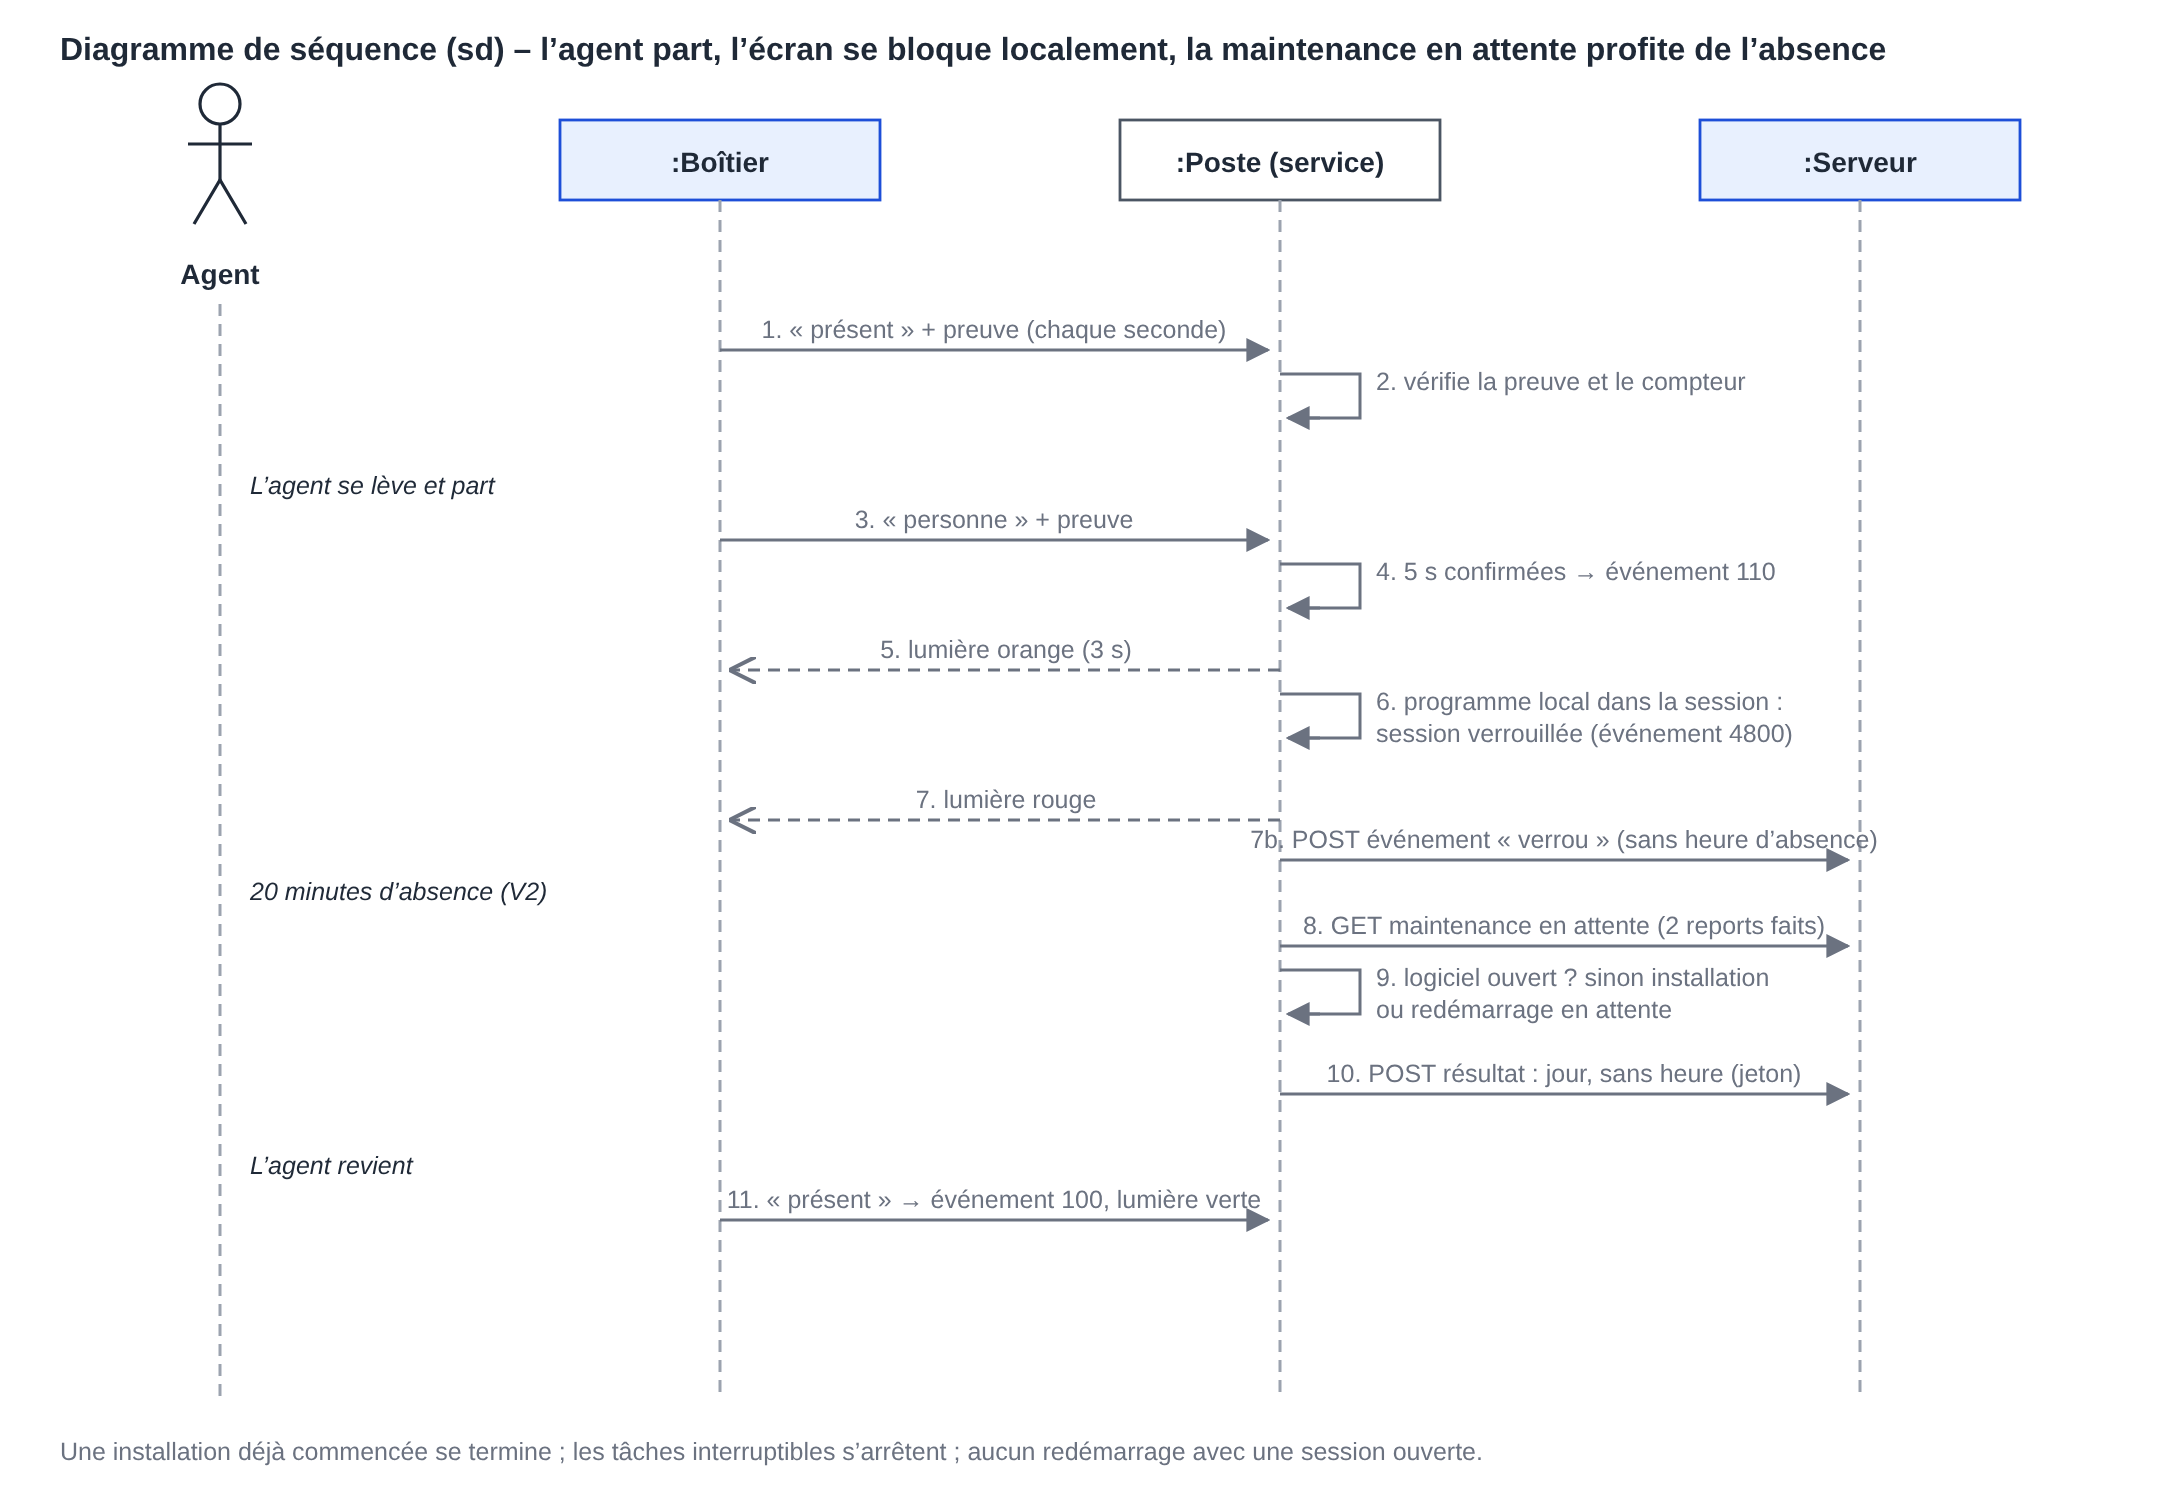 Diagramme de séquence (sd) – l’agent part, l’écran se bloque localement, la maintenance en attente profite de l’absence
:Boîtier
:Poste (service)
:Serveur
Agent
1. « présent » + preuve (chaque seconde)
2. vérifie la preuve et le compteur
L’agent se lève et part
3. « personne » + preuve
4. 5 s confirmées → événement 110
5. lumière orange (3 s)
6. programme local dans la session :
session verrouillée (événement 4800)
7. lumière rouge
7b. POST événement « verrou » (sans heure d’absence)
20 minutes d’absence (V2)
8. GET maintenance en attente (2 reports faits)
9. logiciel ouvert ? sinon installation
ou redémarrage en attente
10. POST résultat : jour, sans heure (jeton)
L’agent revient
11. « présent » → événement 100, lumière verte
Une installation déjà commencée se termine ; les tâches interruptibles s’arrêtent ; aucun redémarrage avec une session ouverte.